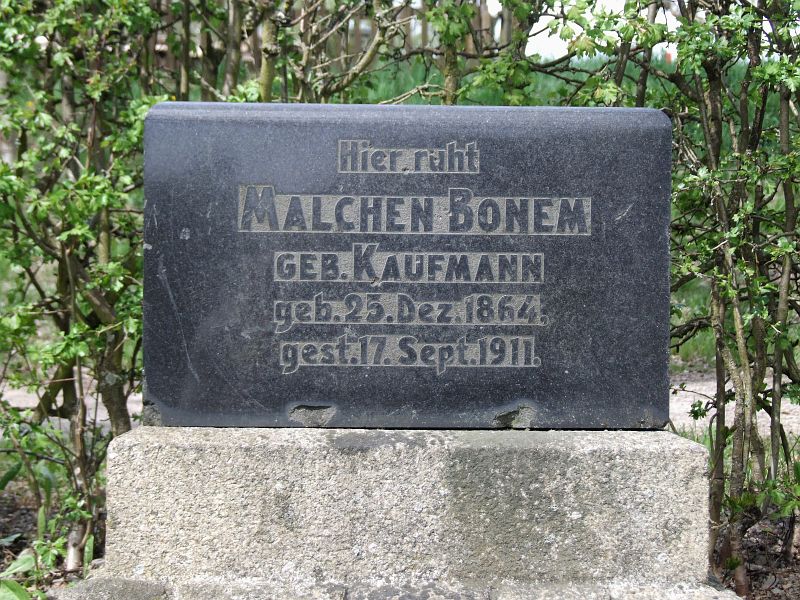 Hier ruht
MALCHEN BONEM
GEB. KAUFMANN
geb. 25. Dez. 1864.
gest. 17. Sept. 1911.